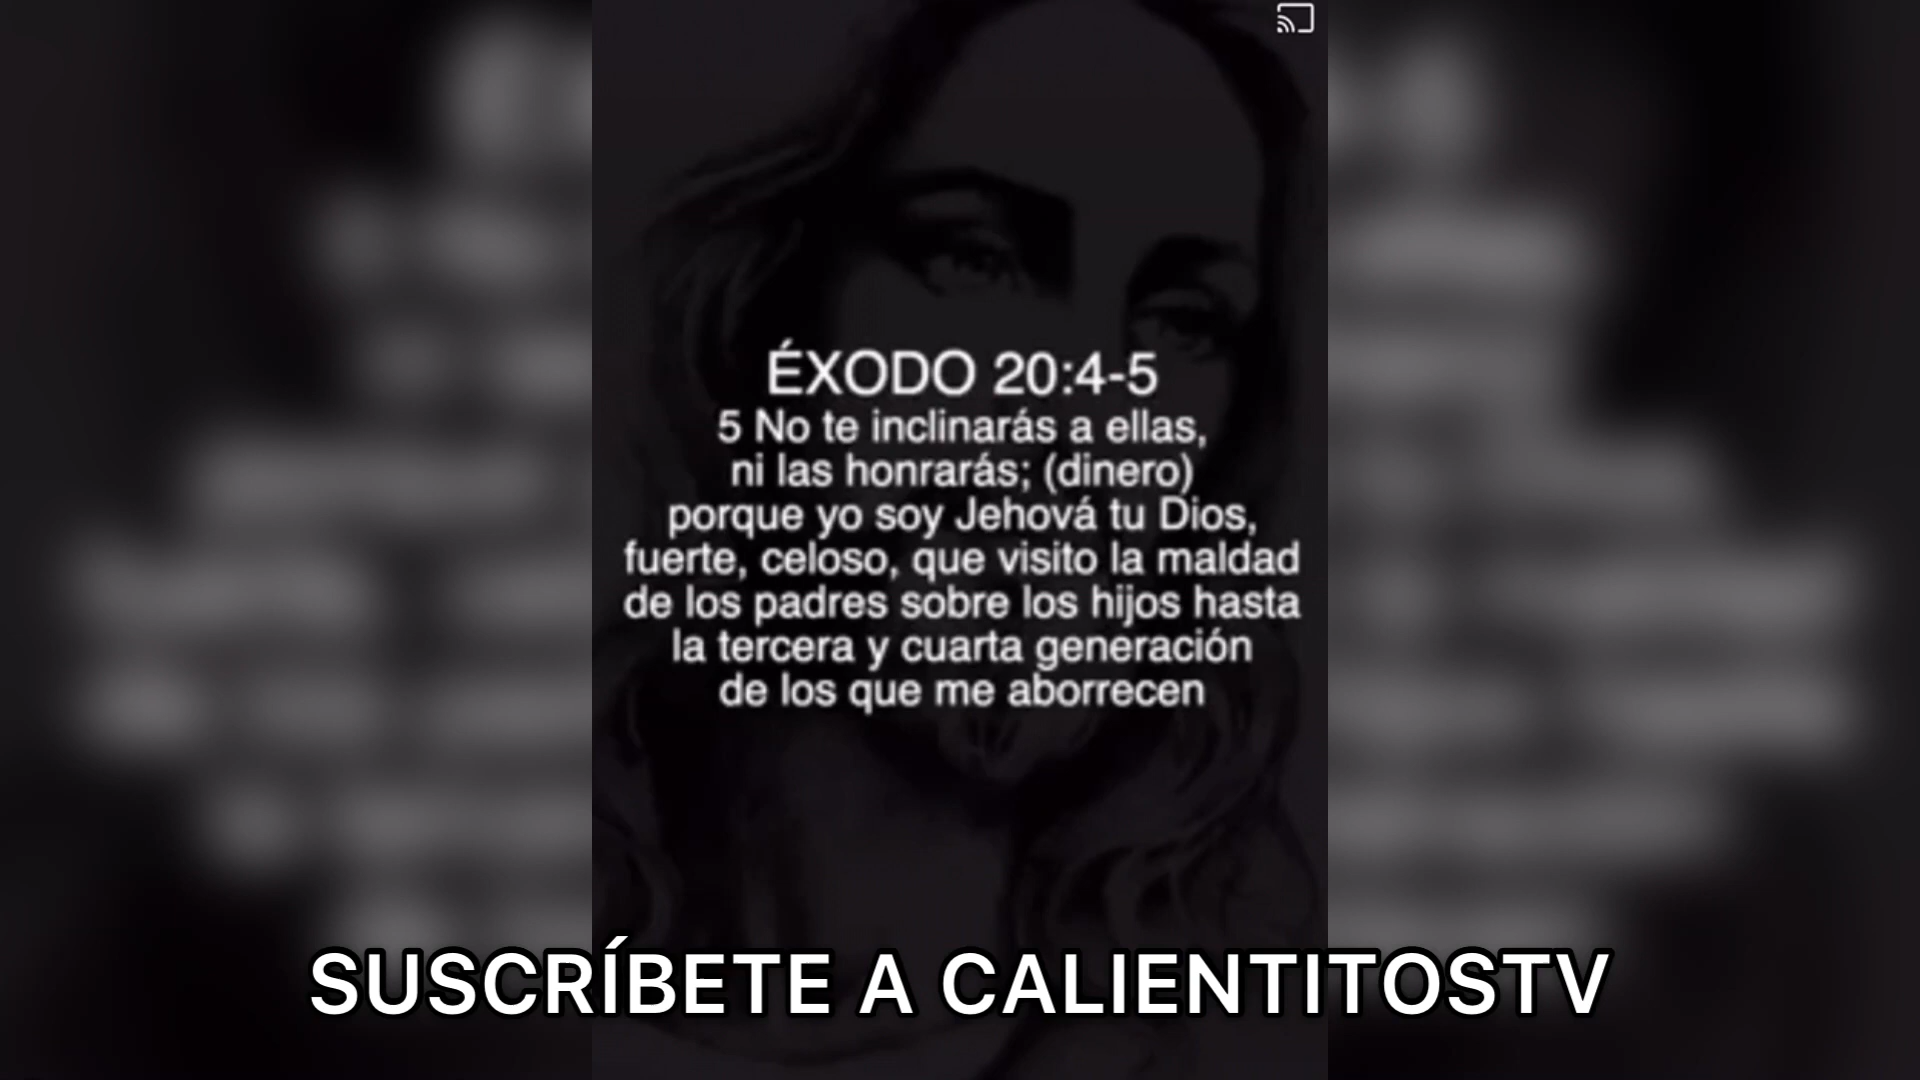 ÉXODO 20:4-5
5 No te inclinarás a ellas,
ni las honrarás; (dinero)
porque yo soy Jehová tu Dios,
fuerte, celoso, que visito la maldad
de los padres sobre los hijos hasta
la tercera y cuarta generación
de los que me aborrecen
SUSCRÍBETE A CALIENTITOSTV